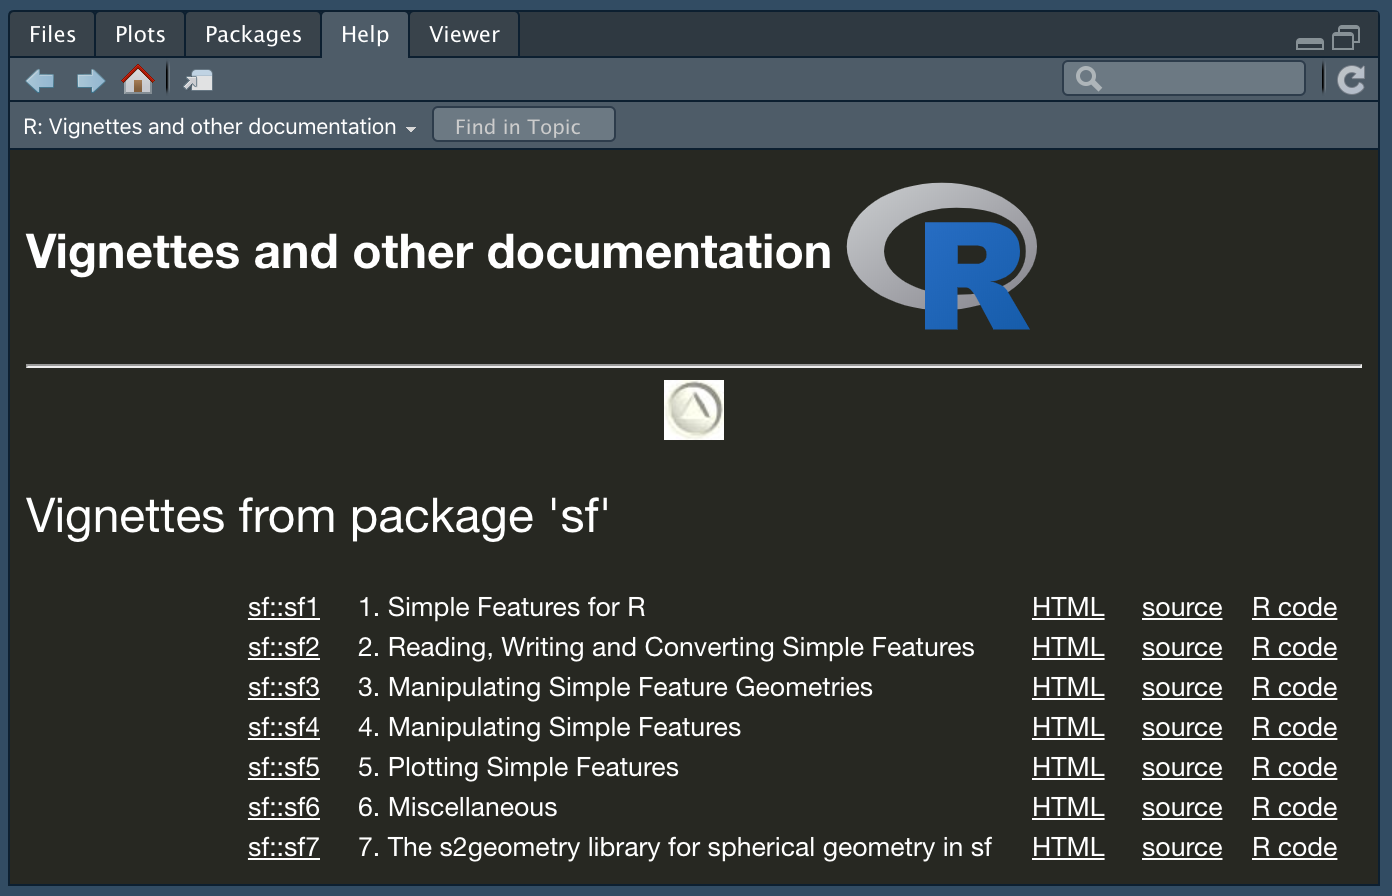 Files Plots Packages Help Viewer
R: Vignettes and other documentation Find in Topic
Vignettes and other documentation R
Vignettes from package 'sf'
sf::sf1 1. Simple Features for R HTML source R code
sf::sf2 2. Reading, Writing and Converting Simple Features HTML source R code
sf::sf3 3. Manipulating Simple Feature Geometries HTML source R code
sf::sf4 4. Manipulating Simple Features HTML source R code
sf::sf5 5. Plotting Simple Features HTML source R code
sf::sf6 6. Miscellaneous HTML source R code
sf::sf7 7. The s2geometry library for spherical geometry in sf HTML source R code